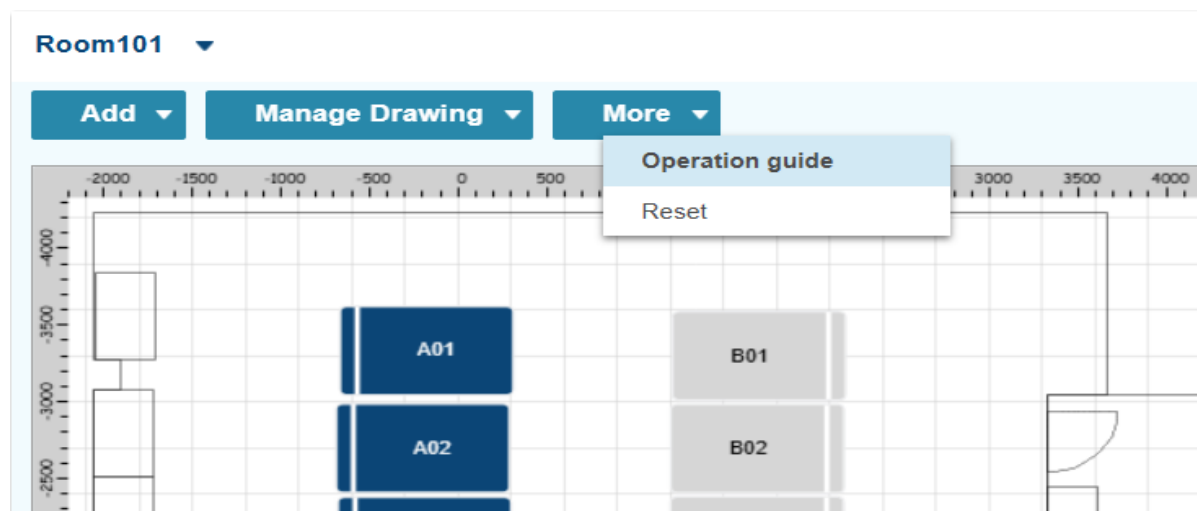 Room101
Add Manage Drawing More
Operation guide
Reset
-2000 -1500 -1000 -500 0 500 3000 3500 4000
-4000
-3500
-3000
-2500
A01 B01
A02 B02